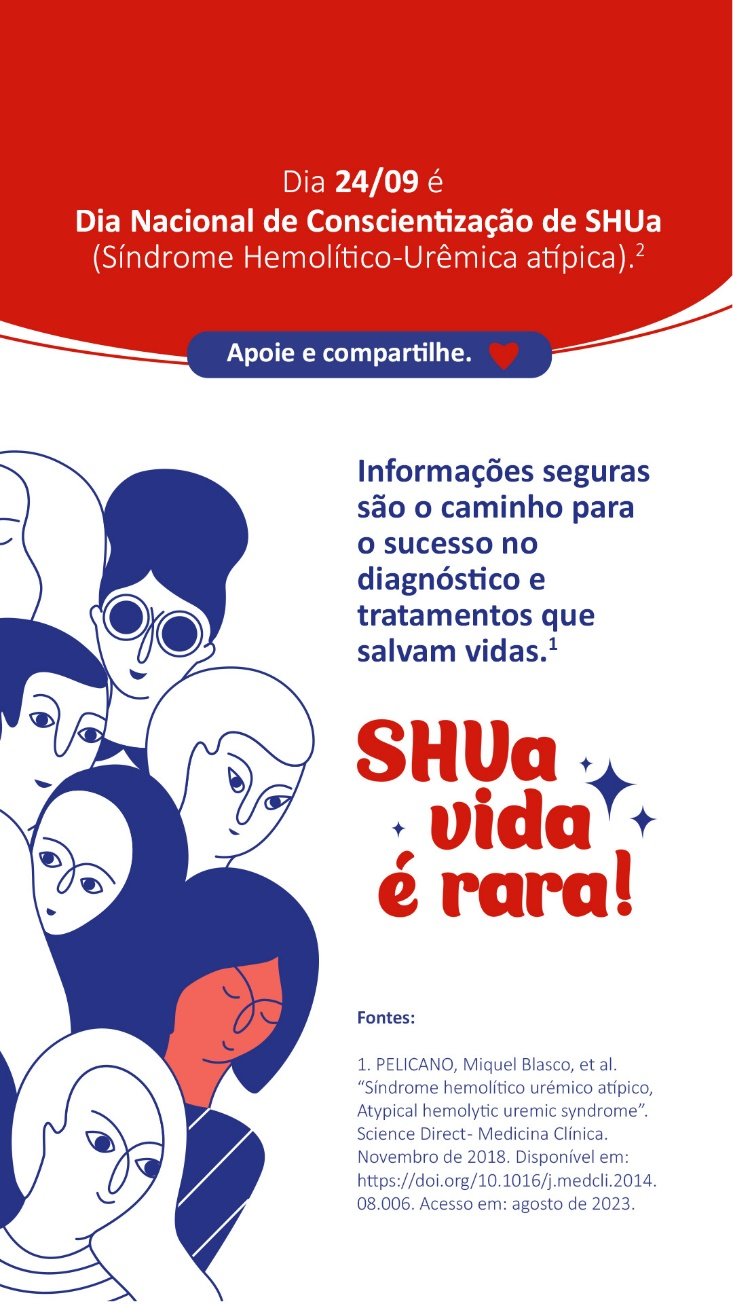 Dia 24/09 é
Dia Nacional de Conscientização de SHUa
(Síndrome Hemolítico-Urêmica atípica).²
Apoie e compartilhe.
Informações seguras
são o caminho para
o sucesso no
diagnóstico e
tratamentos que
salvam vidas.¹
SHUa
vida
é rara!
Fontes:
1. PELICANO, Miquel Blasco, et al.
“Síndrome hemolítico urémico atípico,
Atypical hemolytic uremic syndrome”.
Science Direct- Medicina Clínica.
Novembro de 2018. Disponível em:
https://doi.org/10.1016/j.medcli.2014.
08.006. Acesso em: agosto de 2023.